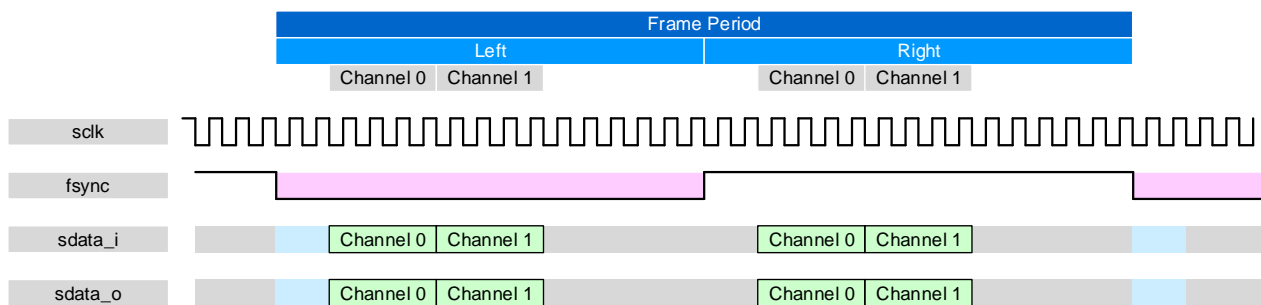 Frame Period
Left Right
Channel 0 Channel 1 Channel 0 Channel 1
sclk
fsync
sdata_i Channel 0 Channel 1 Channel 0 Channel 1
sdata_o Channel 0 Channel 1 Channel 0 Channel 1